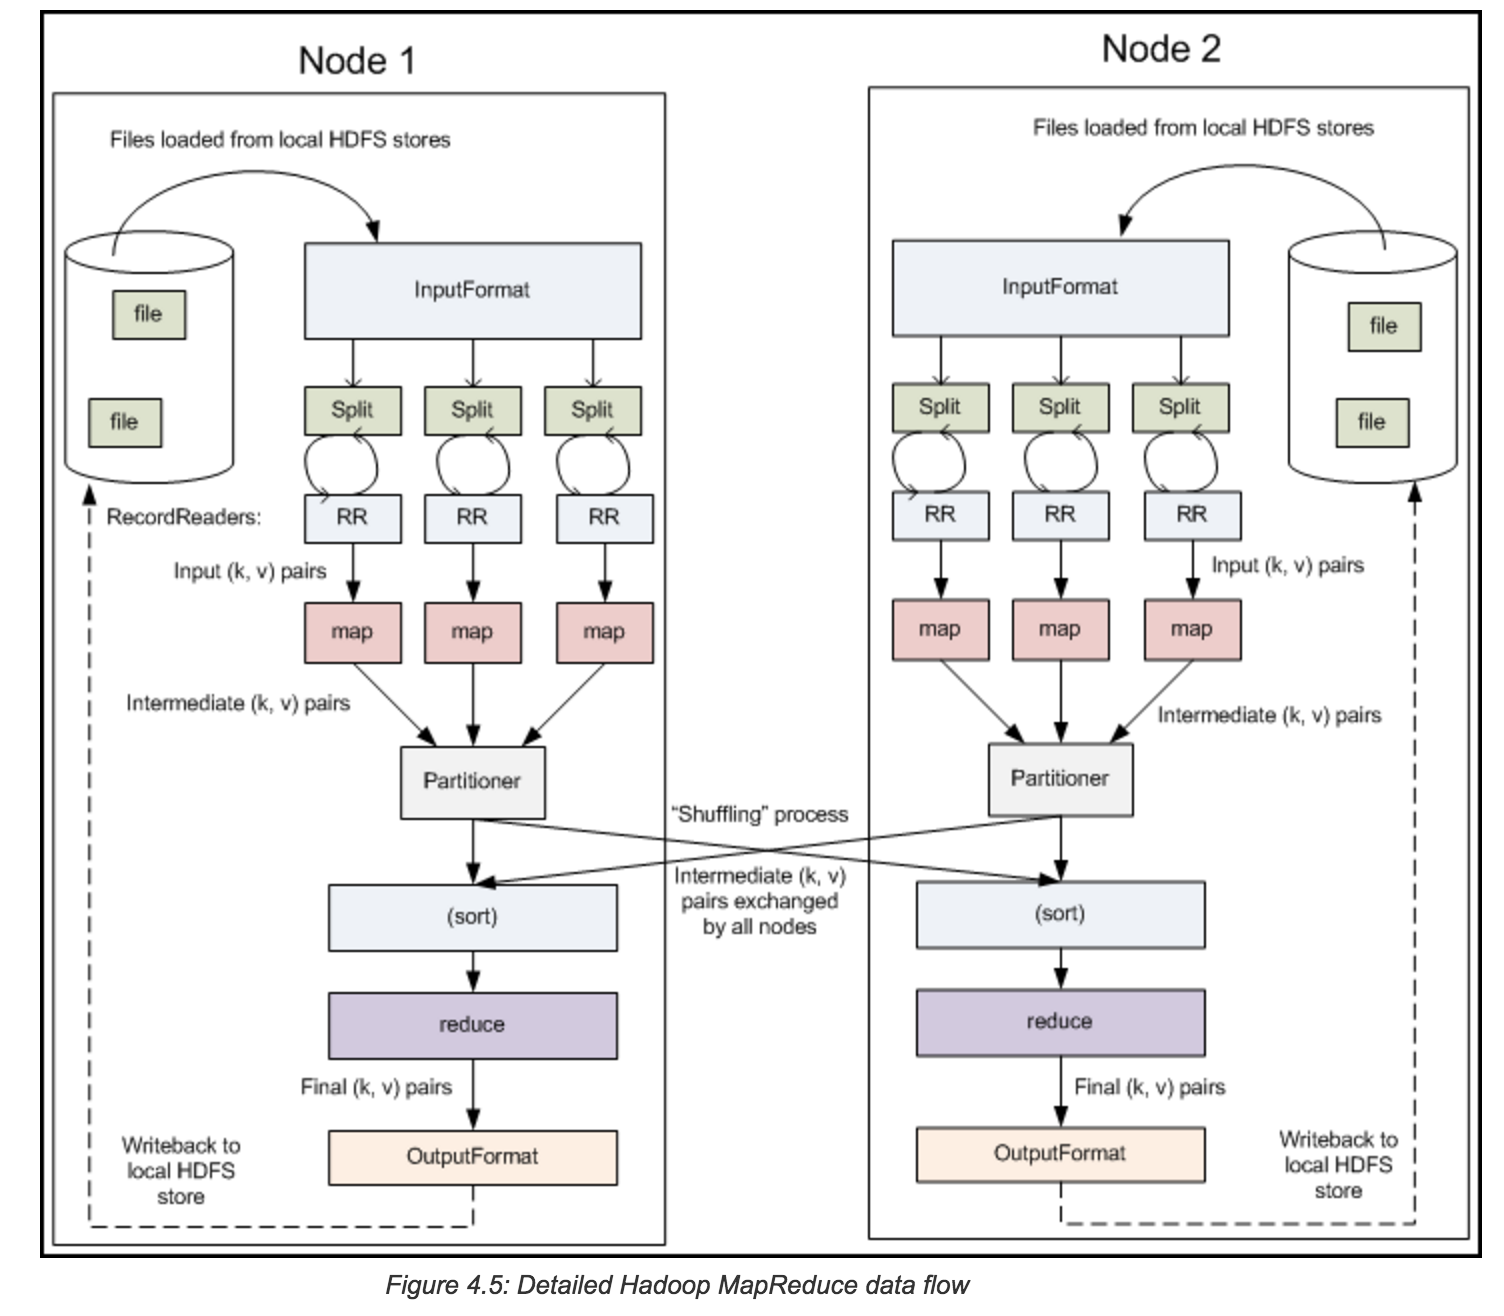 Node 1
Files loaded from local HDFS stores
InputFormat
file
file
Split
Split
Split
RecordReaders:
RR
RR
RR
Input (k, v) pairs
map
map
map
Intermediate (k, v) pairs
Partitioner
(sort)
reduce
Final (k, v) pairs
OutputFormat
Writeback to
local HDFS
store
“Shuffling” process
Intermediate (k, v)
pairs exchanged
by all nodes
Node 2
Files loaded from local HDFS stores
InputFormat
file
file
Split
Split
Split
RR
RR
RR
Input (k, v) pairs
map
map
map
Intermediate (k, v) pairs
Partitioner
(sort)
reduce
Final (k, v) pairs
OutputFormat
Writeback to
local HDFS
store
Figure 4.5: Detailed Hadoop MapReduce data flow